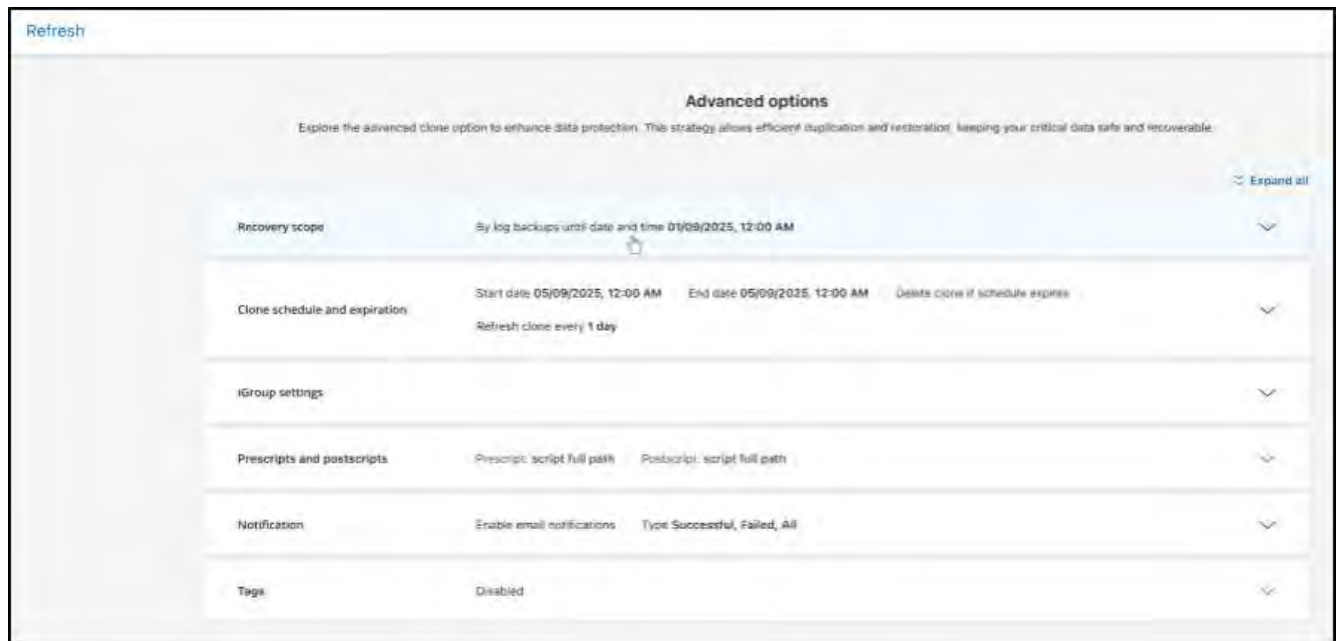 Refresh
Advanced options
Explore the advanced clone option to enhance data protection. This strategy allows efficient duplication and restoration, keeping your critical data safe and recoverable.
Expand all
Recovery scope
By log backups until date and time 01/09/2025, 12:00 AM
Clone schedule and expiration
Start date 05/09/2025, 12:00 AM End date 05/09/2025, 12:00 AM Delete clone if schedule expires
Refresh clone every 1 day
iGroup settings
Prescripts and postscripts
Prescript: script full path Postscript: script full path
Notification
Enable email notifications Type Successful, Failed, All
Tags
Disabled